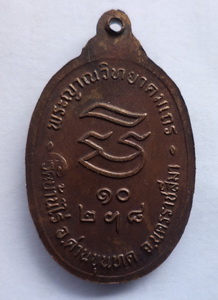 พระญาณวิทยาคมเถร
๑๐
วัดบ้านไร่ อ.ด่านขุนทด จ.นครราชสีมา